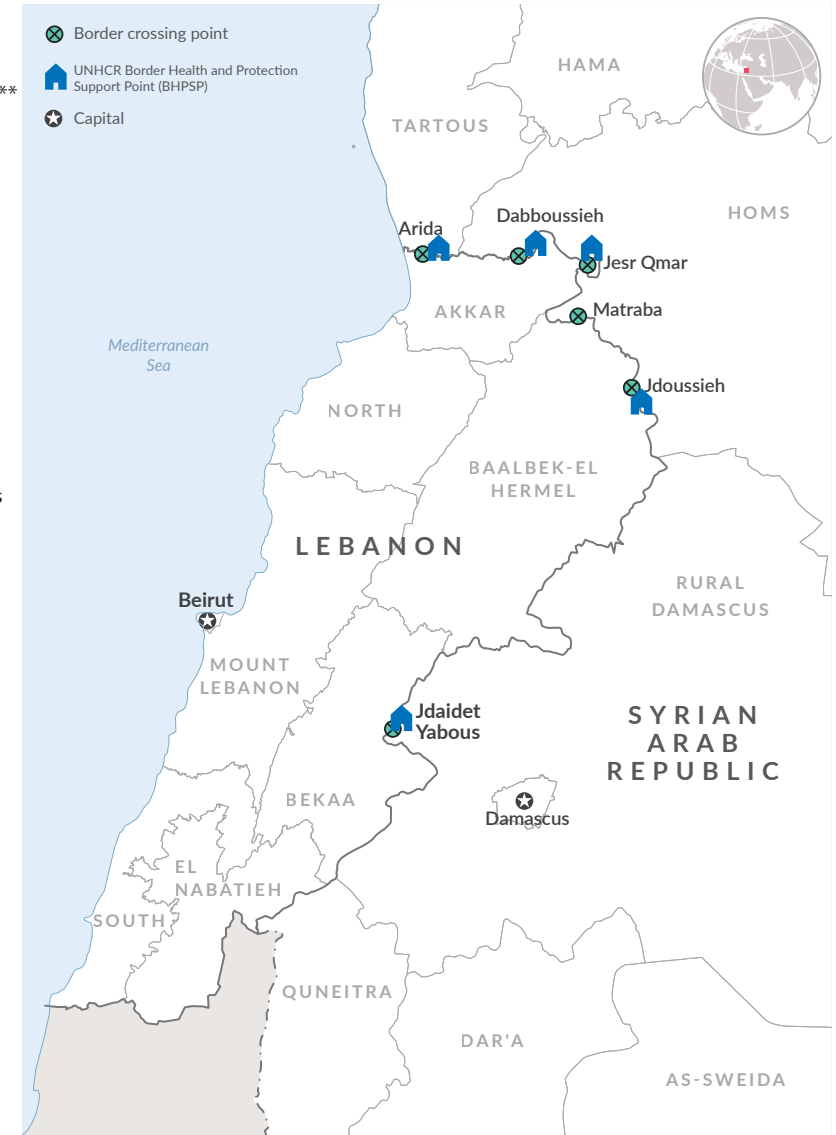 Border crossing point
UNHCR Border Health and Protection
Support Point (BHPSP)
**
Capital
HAMA
TARTOUS
HOMS
Arida
Dabboussieh
Jesr Qmar
AKKAR
Matraba
Mediterranean
Sea
Jdoussieh
NORTH
BAALBEK-EL
HERMEL
s
LEBANON
RURAL
DAMASCUS
Beirut
MOUNT
LEBANON
Jdaidet
Yabous
SYRIAN
ARAB
REPUBLIC
BEKAA
Damascus
EL
NABATIEH
SOUTH
QUNEITRA
DAR'A
AS-SWEIDA